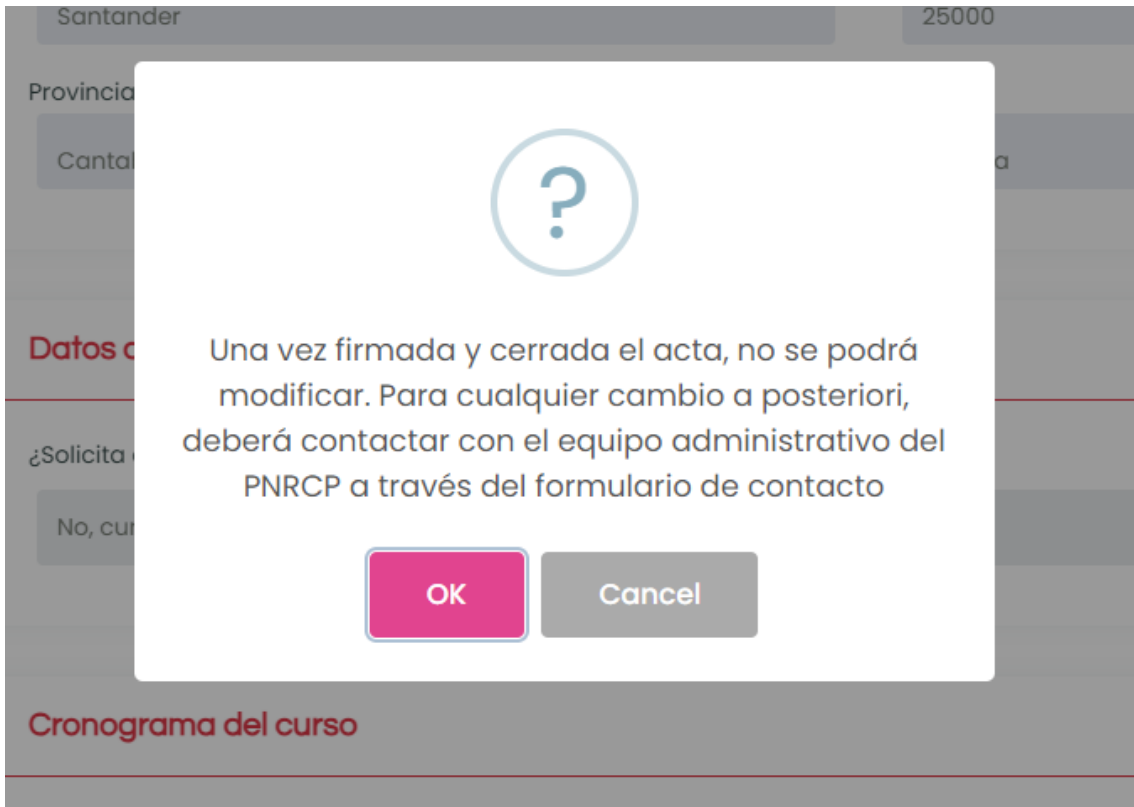 Santander
25000
Provincia
Cantab
a
?
Datos d
Una vez firmada y cerrada el acta, no se podrá
modificar. Para cualquier cambio a posteriori,
deberá contactar con el equipo administrativo del
PNRCP a través del formulario de contacto
¿Solicita
No, cur
OK
Cancel
Cronograma del curso